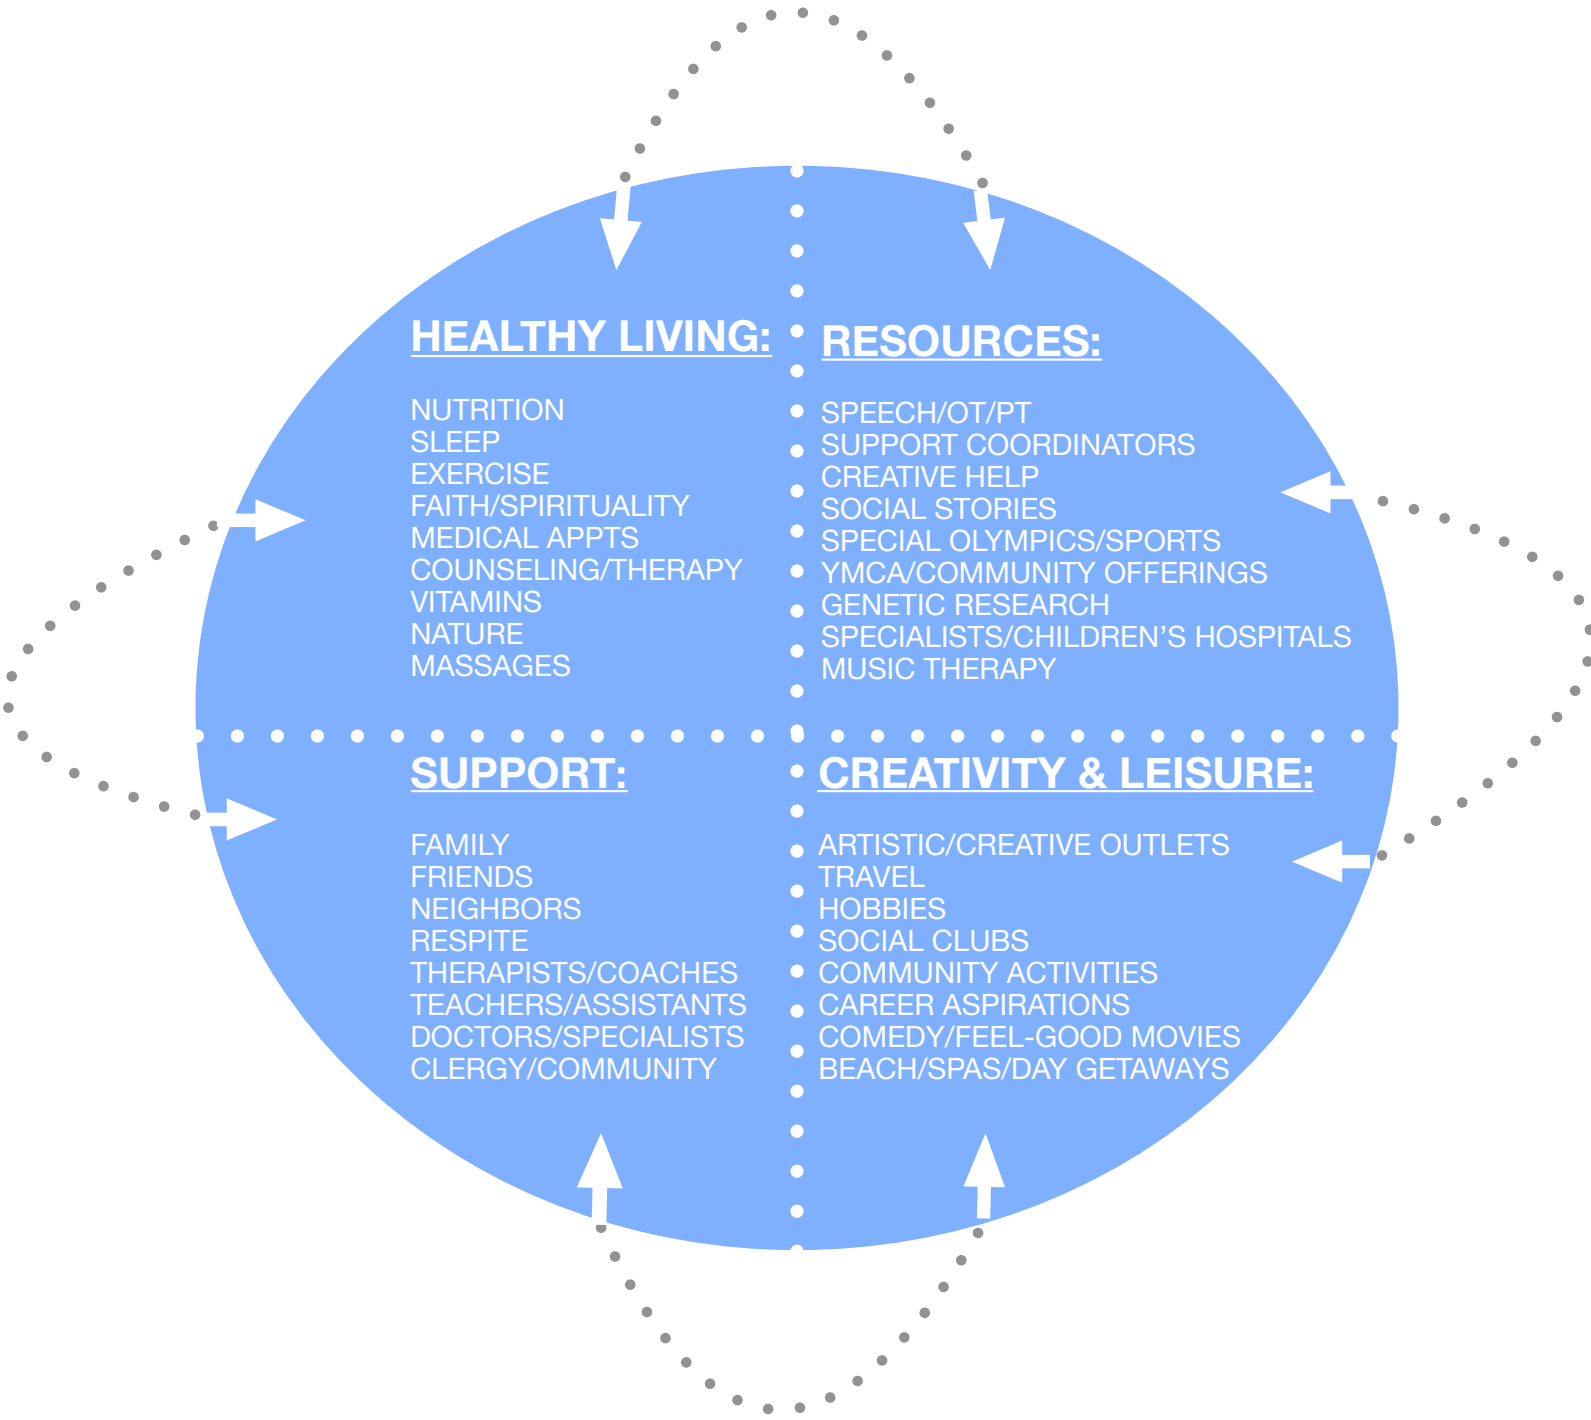 HEALTHY LIVING:
NUTRITION
SLEEP
EXERCISE
FAITH/SPIRITUALITY
MEDICAL APPTS
COUNSELING/THERAPY
VITAMINS
NATURE
MASSAGES
RESOURCES:
SPEECH/OT/PT
SUPPORT COORDINATORS
CREATIVE HELP
SOCIAL STORIES
SPECIAL OLYMPICS/SPORTS
YMCA/COMMUNITY OFFERINGS
GENETIC RESEARCH
SPECIALISTS/CHILDREN'S HOSPITALS
MUSIC THERAPY
SUPPORT:
FAMILY
FRIENDS
NEIGHBORS
RESPITE
THERAPISTS/COACHES
TEACHERS/ASSISTANTS
DOCTORS/SPECIALISTS
CLERGY/COMMUNITY
CREATIVITY & LEISURE:
ARTISTIC/CREATIVE OUTLETS
TRAVEL
HOBBIES
SOCIAL CLUBS
COMMUNITY ACTIVITIES
CAREER ASPIRATIONS
COMEDY/FEEL-GOOD MOVIES
BEACH/SPAS/DAY GETAWAYS